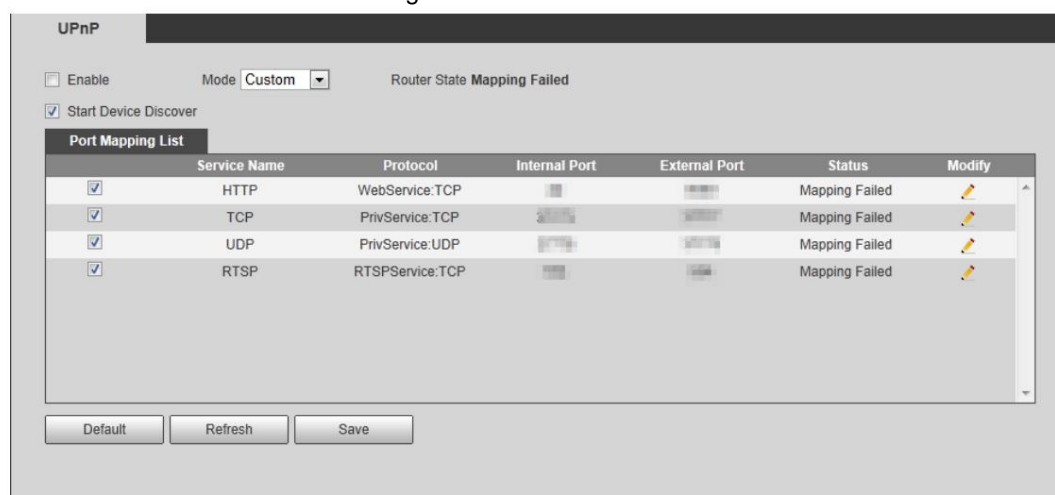 UPnP
Enable Mode Custom Router State Mapping Failed
Start Device Discover
Port Mapping List
Service Name Protocol Internal Port External Port Status Modify
HTTP WebService:TCP Mapping Failed
TCP PrivService:TCP Mapping Failed
UDP PrivService:UDP Mapping Failed
RTSP RTSPService:TCP Mapping Failed
Default Refresh Save